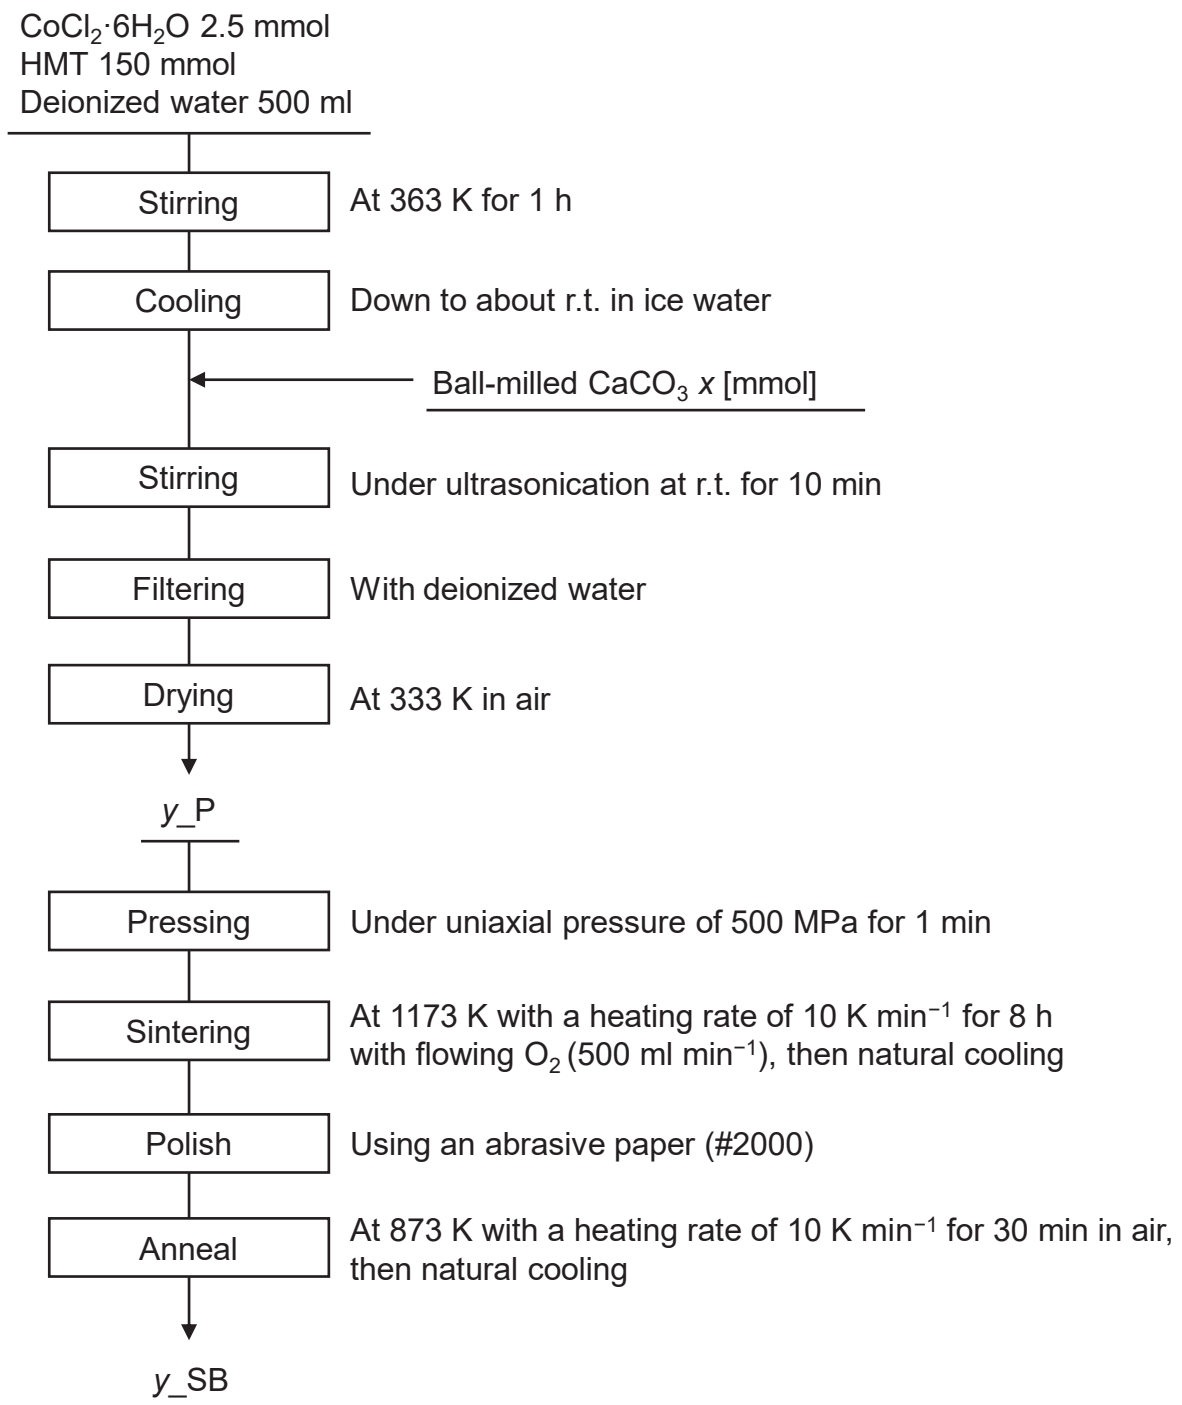 CoCl₂·6H₂O 2.5 mmol
HMT 150 mmol
Deionized water 500 ml
Stirring
At 363 K for 1 h
Cooling
Down to about r.t. in ice water
Ball-milled CaCO₃ x [mmol]
Stirring
Under ultrasonication at r.t. for 10 min
Filtering
With deionized water
Drying
At 333 K in air
y_P
Pressing
Under uniaxial pressure of 500 MPa for 1 min
Sintering
At 1173 K with a heating rate of 10 K min⁻¹ for 8 h
with flowing O₂ (500 ml min⁻¹), then natural cooling
Polish
Using an abrasive paper (#2000)
Anneal
At 873 K with a heating rate of 10 K min⁻¹ for 30 min in air,
then natural cooling
y_SB